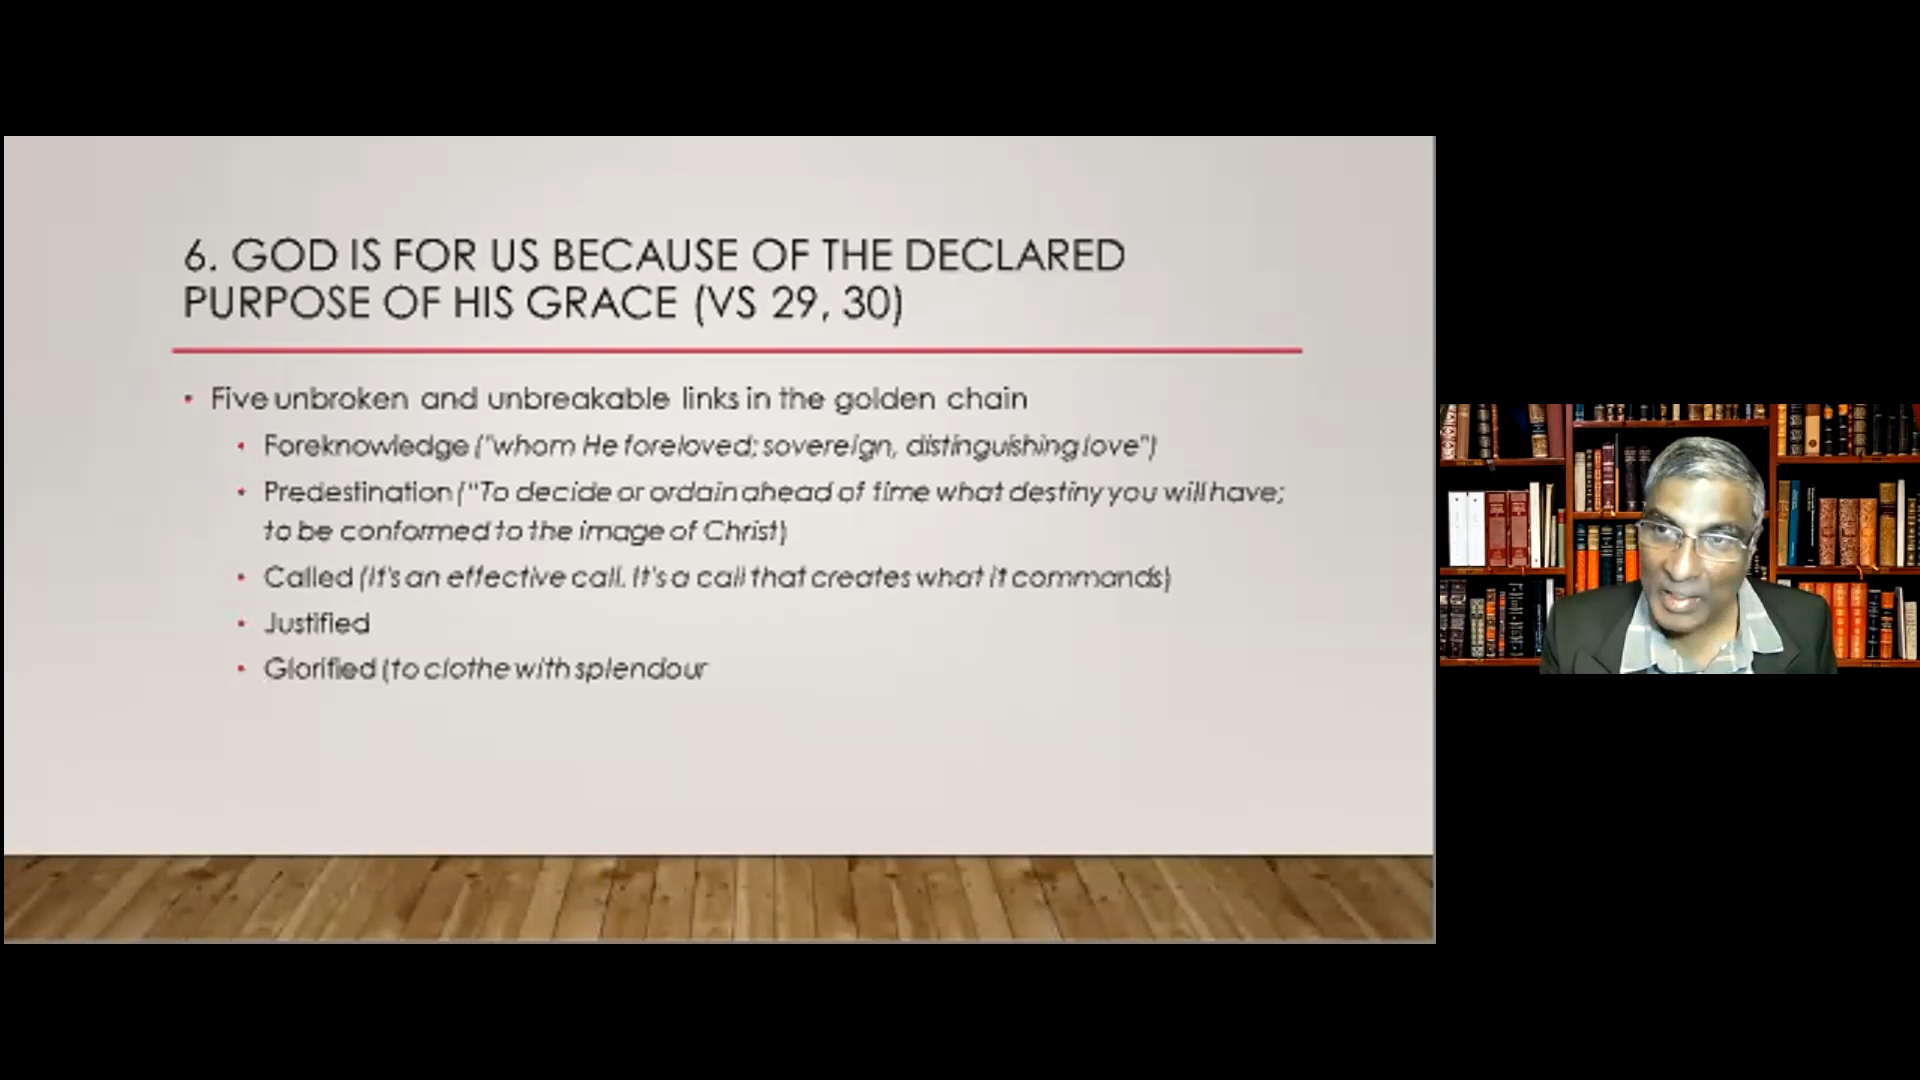 6. GOD IS FOR US BECAUSE OF THE DECLARED
PURPOSE OF HIS GRACE (VS 29, 30)
• Five unbroken and unbreakable links in the golden chain
• Foreknowledge ("whom He foreloved; sovereign, distinguishing love")
• Predestination ("To decide or ordain ahead of time what destiny you will have;
to be conformed to the image of Christ)
• Called (It's an effective call. It's a call that creates what it commands)
• Justified
• Glorified (to clothe with splendour